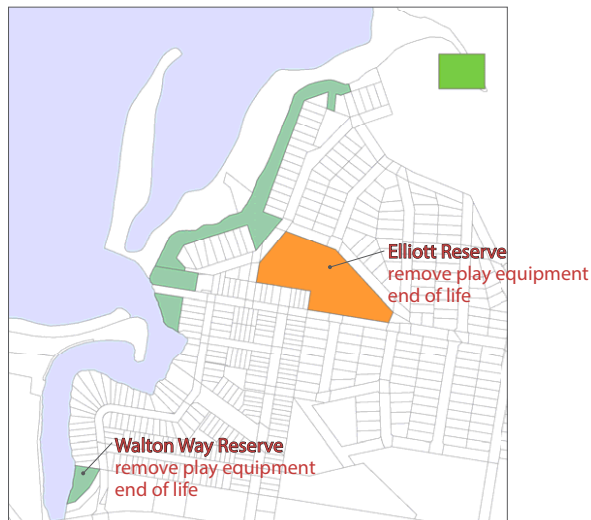 Elliott Reserve
remove play equipment
end of life
Walton Way Reserve
remove play equipment
end of life